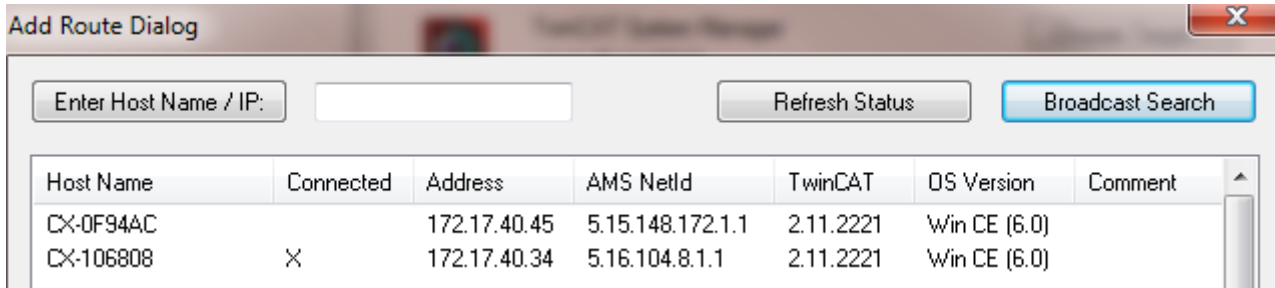 Add Route Dialog
TwinCAT System Manager
Enter Host Name / IP: Refresh Status Broadcast Search
Host Name Connected Address AMS NetId TwinCAT OS Version Comment
CX-0F94AC 172.17.40.45 5.15.148.172.1.1 2.11.2221 Win CE (6.0)
CX-106808 X 172.17.40.34 5.16.104.8.1.1 2.11.2221 Win CE (6.0)